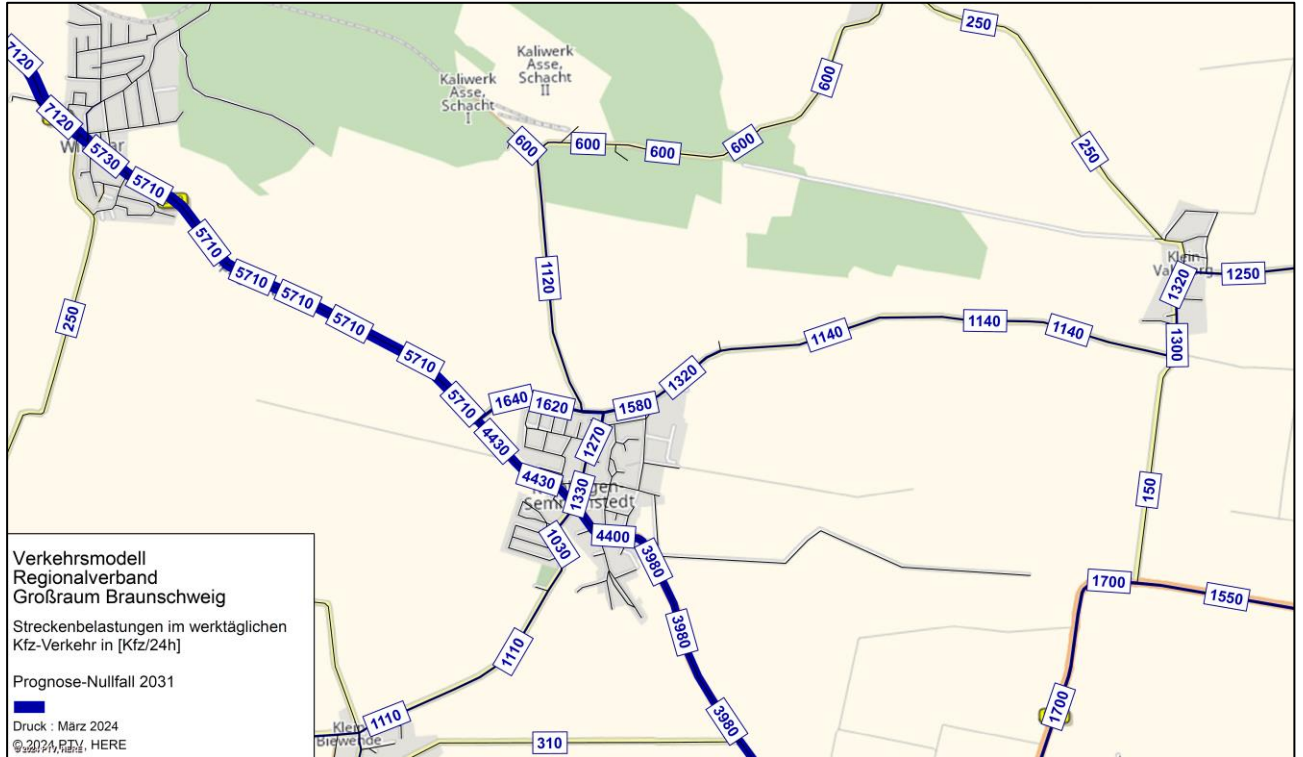 250
7120
600
Kaliwerk
Asse,
Schacht
II
Kaliwerk
Asse,
Schacht
I
7120
5730
5710
600
600
600
600
250
5710
5710
5710
5710
5710
5710
250
1120
Klein
1320
1250
1140
1140
1140
1300
1320
1640
1620
1580
4430
1270
4430
1330
4400
1030
3980
3980
3980
150
1700
1550
1700
1110
1110
310
Klein
Biewende
Verkehrsmodell
Regionalverband
Großraum Braunschweig
Streckenbelastungen im werktäglichen
Kfz-Verkehr in [Kfz/24h]
Prognose-Nullfall 2031
Druck : März 2024
© 2024 PTV, HERE